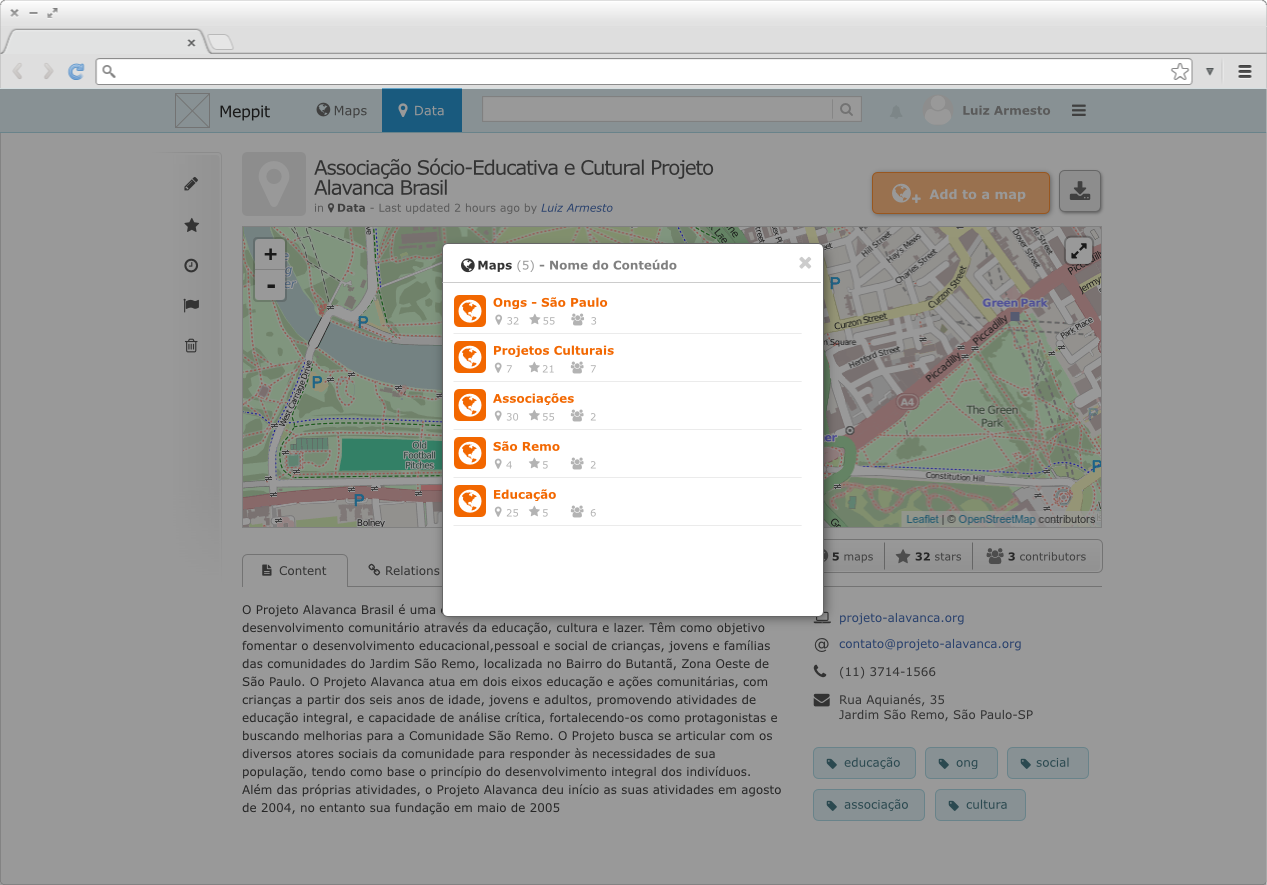 Meppit
Maps
Data
Luiz Armesto
Associação Sócio-Educativa e Cutural Projeto
Alavanca Brasil
in Data - Last updated 2 hours ago by Luiz Armesto
Add to a map
+
-
Maps (5) - Nome do Conteúdo
Ongs - São Paulo
32 55 3
Projetos Culturais
7 21 7
Associações
30 55 2
São Remo
4 5 2
Educação
25 5 6
P
P
P
West Carriage Drive
Old
Football
Pitches
Bolney
Hill Street
Hay's Mews
Charles Street
Dover Street
P
Green Park
Curzon Street
Curzon Street
Square
Hertford Street
Piccadilly
Piccadilly
Park Place
A4
The Green
Park
P
Constitution Hill
P
Leaflet | © OpenStreetMap contributors
Content
Relations
5 maps
32 stars
3 contributors
O Projeto Alavanca Brasil é uma
desenvolvimento comunitário através da educação, cultura e lazer. Têm como objetivo
fomentar o desenvolvimento educacional,pessoal e social de crianças, jovens e famílias
das comunidades do Jardim São Remo, localizada no Bairro do Butantã, Zona Oeste de
São Paulo. O Projeto Alavanca atua em dois eixos educação e ações comunitárias, com
crianças a partir dos seis anos de idade, jovens e adultos, promovendo atividades de
educação integral, e capacidade de análise crítica, fortalecendo-os como protagonistas e
buscando melhorias para a Comunidade São Remo. O Projeto busca se articular com os
diversos atores sociais da comunidade para responder às necessidades de sua
população, tendo como base o princípio do desenvolvimento integral dos indivíduos.
Além das próprias atividades, o Projeto Alavanca deu início as suas atividades em agosto
de 2004, no entanto sua fundação em maio de 2005
projeto-alavanca.org
@ contato@projeto-alavanca.org
(11) 3714-1566
Rua Aquianés, 35
Jardim São Remo, São Paulo-SP
educação
ong
social
associação
cultura